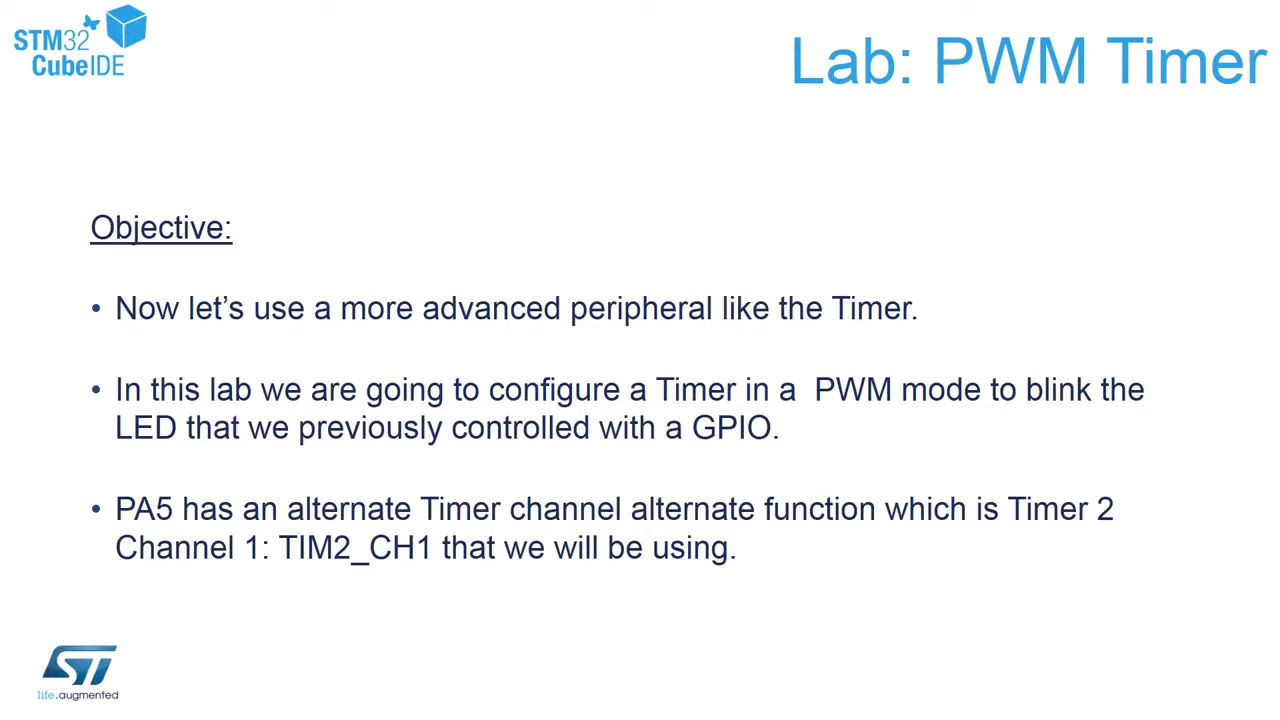 STM32
CubeIDE
Lab: PWM Timer
Objective:
• Now let’s use a more advanced peripheral like the Timer.
• In this lab we are going to configure a Timer in a  PWM mode to blink the
LED that we previously controlled with a GPIO.
• PA5 has an alternate Timer channel alternate function which is Timer 2
Channel 1: TIM2_CH1 that we will be using.
ST
life.augmented